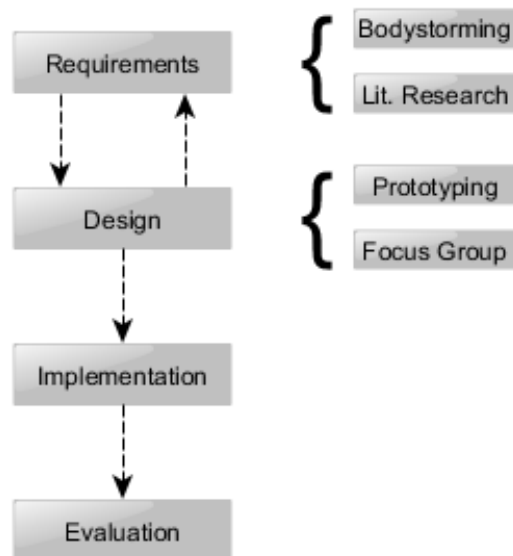 Requirements
Bodystorming
Lit. Research
Design
Prototyping
Focus Group
Implementation
Evaluation